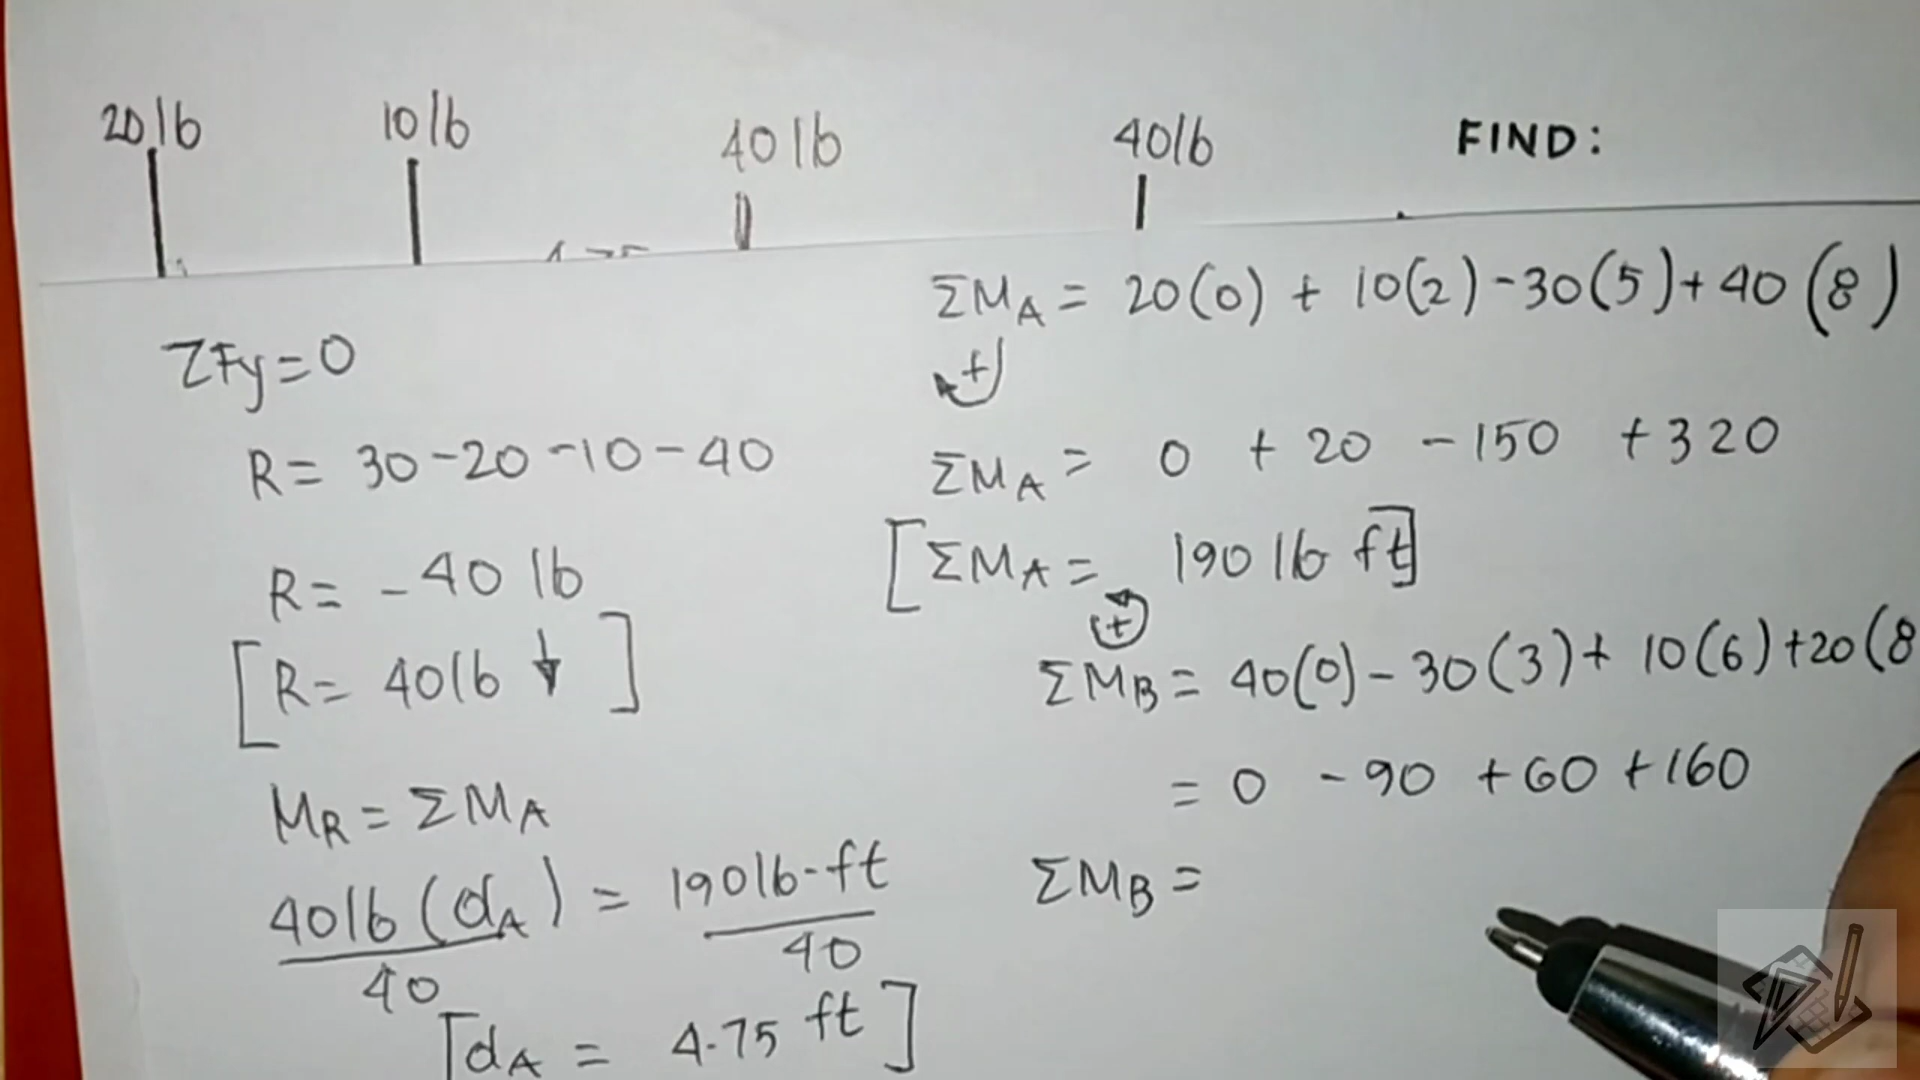 20 lb 10 lb 40 lb 40 lb FIND:
ΣFy = 0
R = 30 - 20 - 10 - 40
R = - 40 lb
[R = 40 lb ↓]
MR = ΣMA
40 lb (dA) = 190 lb-ft
40 40
[dA = 4.75 ft]
ΣMA = 20(0) + 10(2) - 30(5) + 40(8)
+
ΣMA = 0 + 20 - 150 + 320
[ΣMA = 190 lb ft]
+
ΣMB = 40(0) - 30(3) + 10(6) + 20(8
= 0 - 90 + 60 + 160
ΣMB =